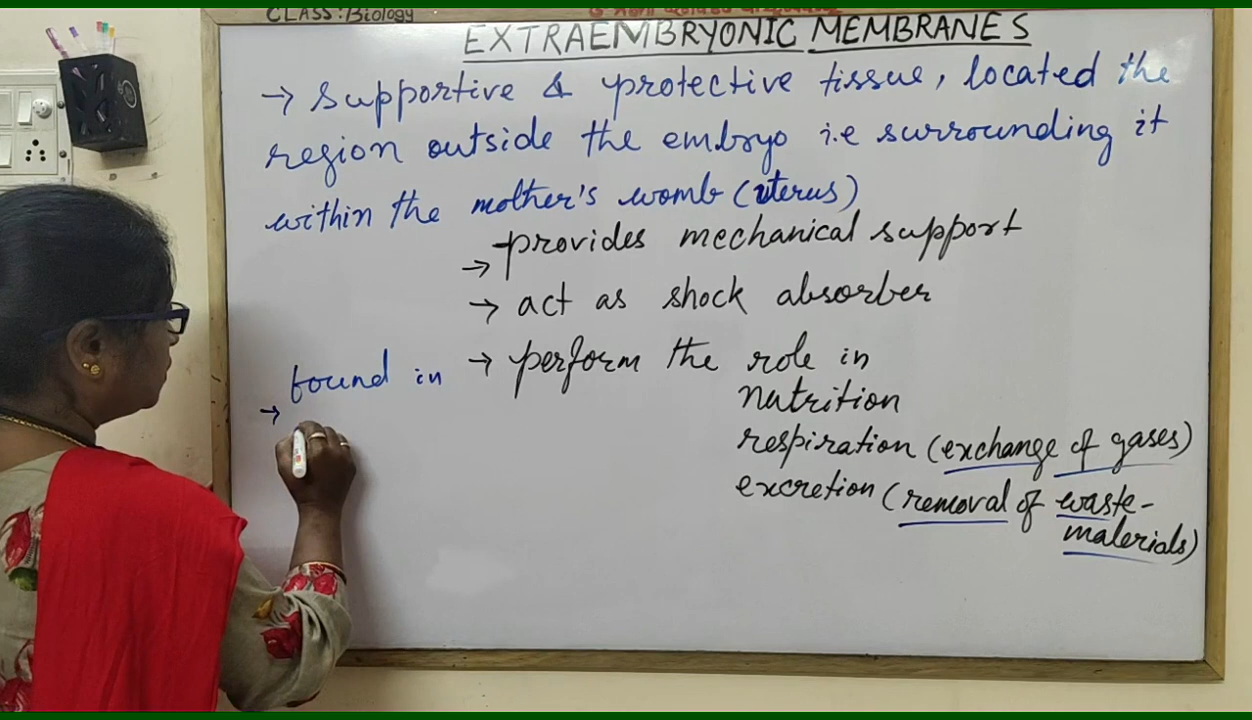 CLASS: Biology
EXTRAEMBRYONIC MEMBRANES
→ Supportive & protective tissue, located the
region outside the embryo i.e surrounding it
within the mother's womb (uterus)
→ provides mechanical support
→ act as shock absorber
→ perform the role in
nutrition
respiration (exchange of gases)
excretion (removal of waste-
materials)
→ found in